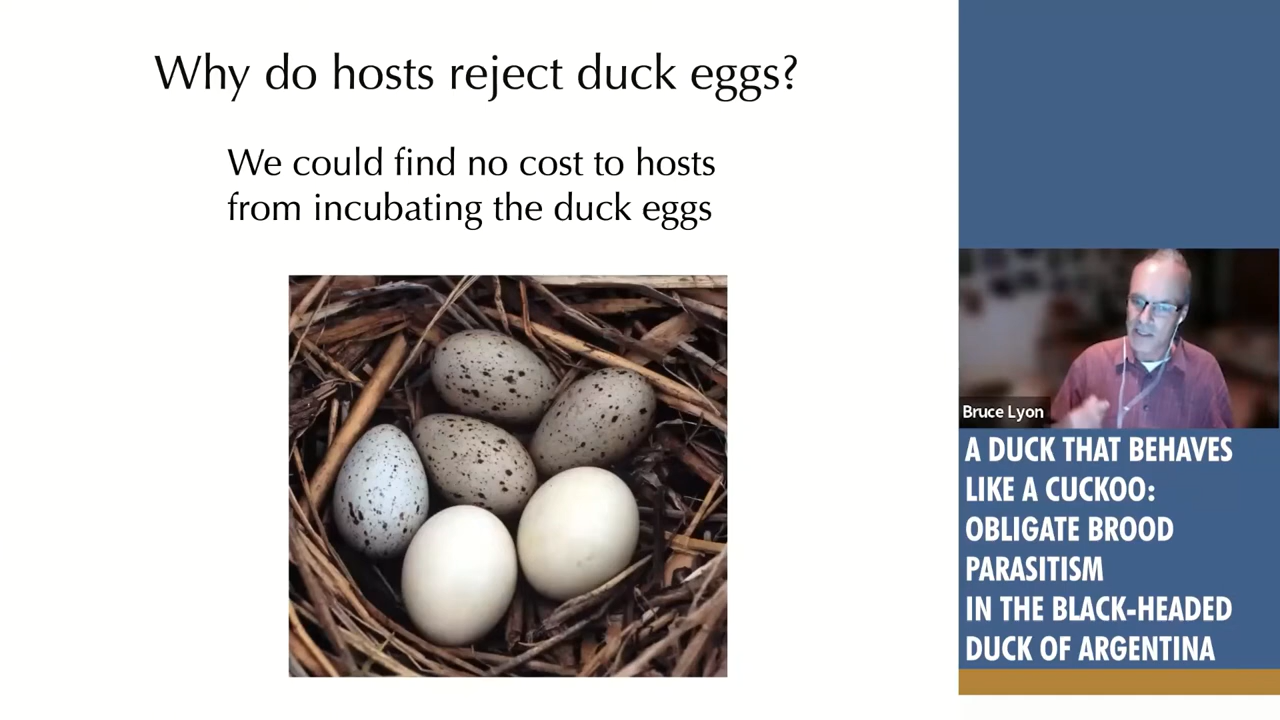 Why do hosts reject duck eggs?
We could find no cost to hosts
from incubating the duck eggs
Bruce Lyon
A DUCK THAT BEHAVES
LIKE A CUCKOO:
OBLIGATE BROOD
PARASITISM
IN THE BLACK-HEADED
DUCK OF ARGENTINA